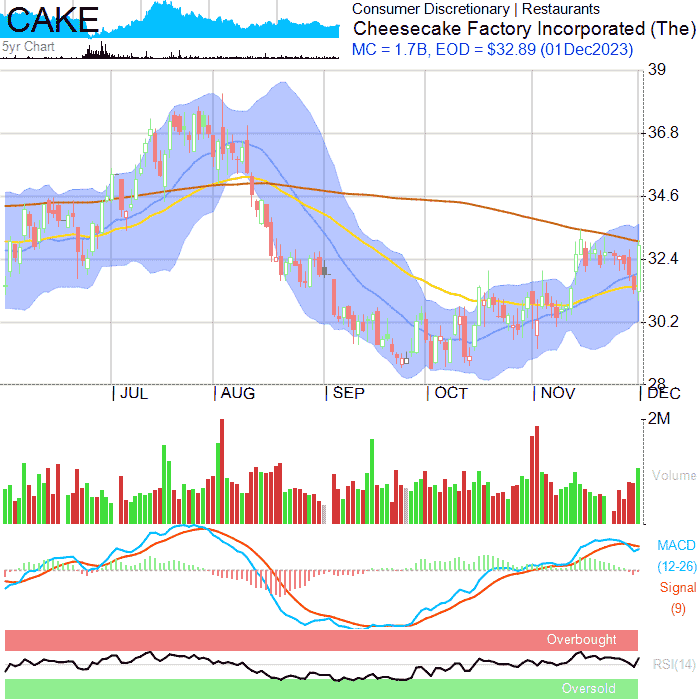 CAKE
5yr Chart
Consumer Discretionary | Restaurants
Cheesecake Factory Incorporated (The)
MC = 1.7B, EOD = $32.89 (01Dec2023)
39
36.8
34.6
32.4
30.2
28
| JUL | AUG | SEP | OCT | NOV | DEC
2M
Volume
MACD
(12-26)
Signal
(9)
Overbought
RSI(14)
Oversold